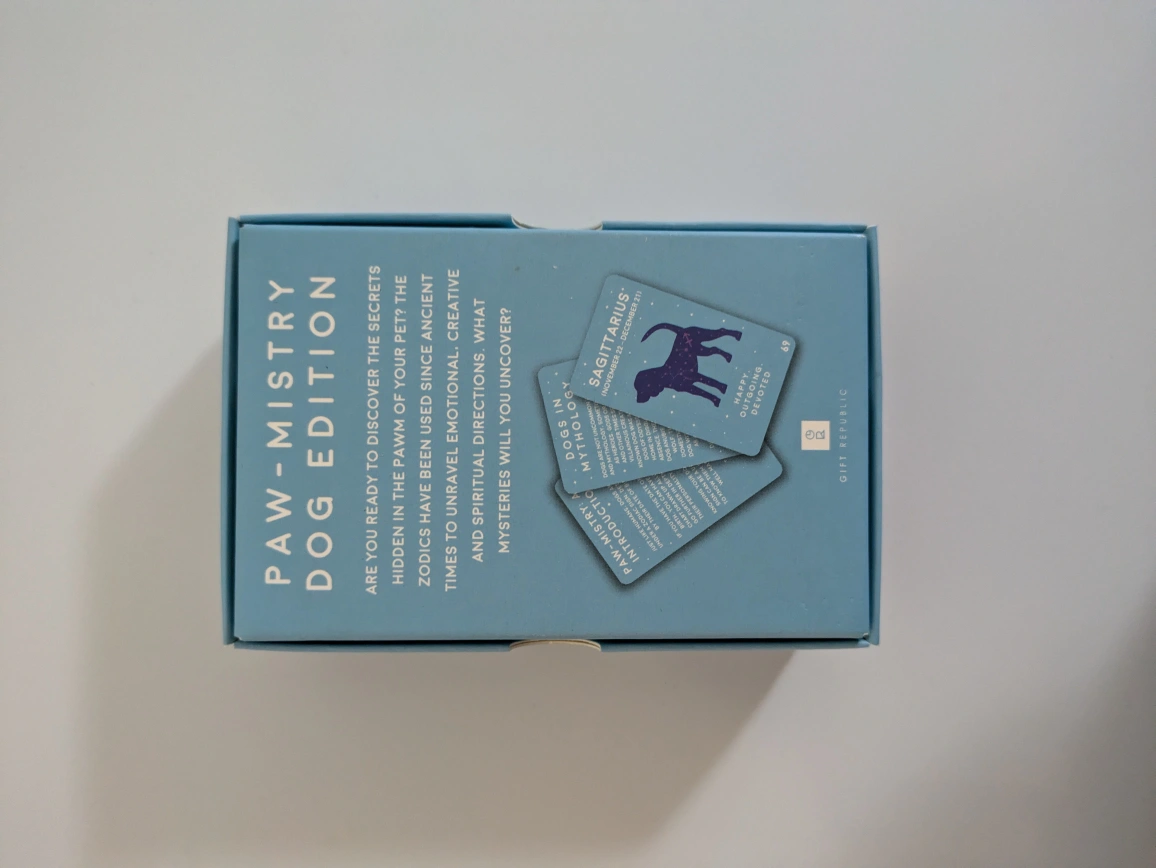 PAW-MISTRY
DOG EDITION
ARE YOU READY TO DISCOVER THE SECRETS
HIDDEN IN THE PAWM OF YOUR PET? THE
ZODICS HAVE BEEN USED SINCE ANCIENT
TIMES TO UNRAVEL EMOTIONAL, CREATIVE
AND SPIRITUAL DIRECTIONS. WHAT
MYSTERIES WILL YOU UNCOVER?
PAW-MISTRY
INTRODUCTIO
DOGS IN
MYTHOLOGY
SAGITTARIUS
(NOVEMBER 22 - DECEMBER 21)
HAPPY,
OUTGOING,
DEVOTED
69
GIFT REPUBLIC